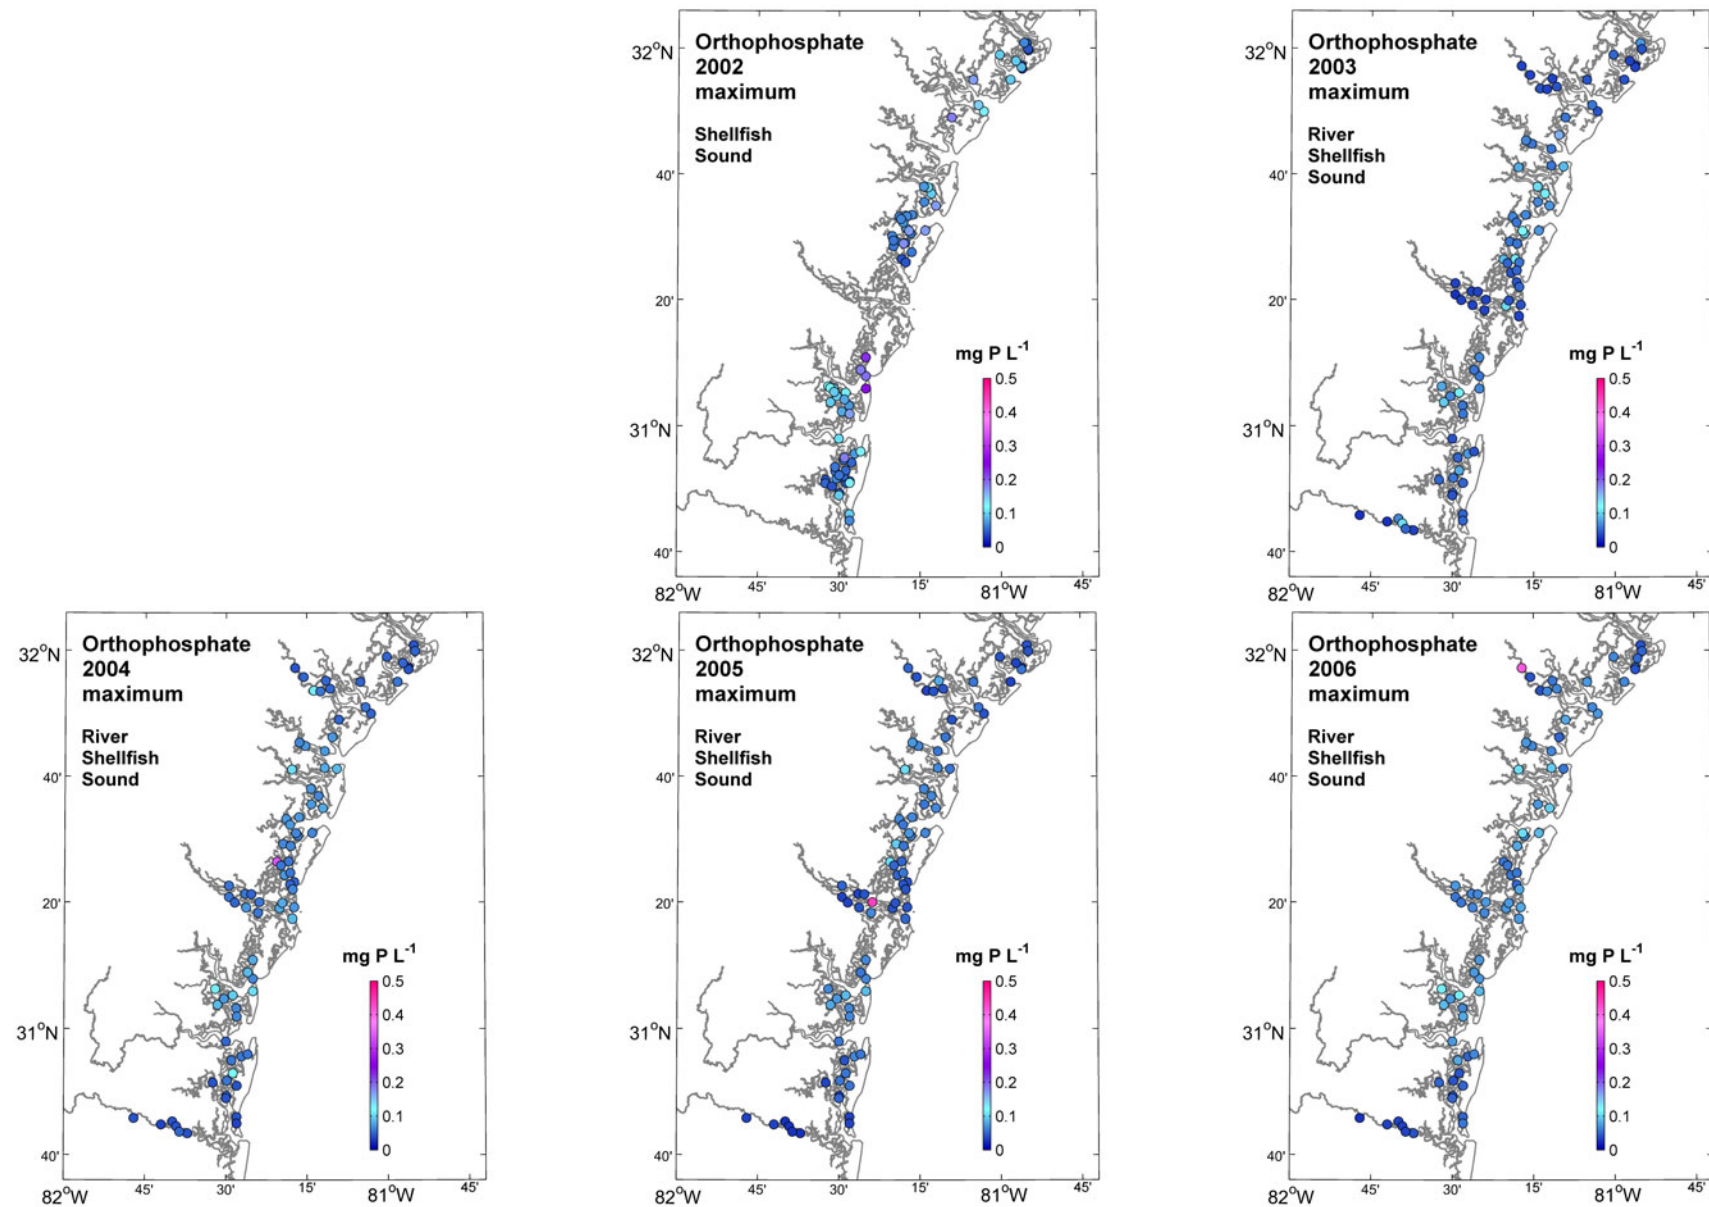 Orthophosphate
2002
maximum
Shellfish
Sound
32°N
40'
20'
31°N
40'
82°W
45'
30'
15'
81°W
45'
mg P L⁻¹
0.5
0.4
0.3
0.2
0.1
0
Orthophosphate
2003
maximum
River
Shellfish
Sound
32°N
40'
20'
31°N
40'
82°W
45'
30'
15'
81°W
45'
mg P L⁻¹
0.5
0.4
0.3
0.2
0.1
0
Orthophosphate
2004
maximum
River
Shellfish
Sound
32°N
40'
20'
31°N
40'
82°W
45'
30'
15'
81°W
45'
mg P L⁻¹
0.5
0.4
0.3
0.2
0.1
0
Orthophosphate
2005
maximum
River
Shellfish
Sound
32°N
40'
20'
31°N
40'
82°W
45'
30'
15'
81°W
45'
mg P L⁻¹
0.5
0.4
0.3
0.2
0.1
0
Orthophosphate
2006
maximum
River
Shellfish
Sound
32°N
40'
20'
31°N
40'
82°W
45'
30'
15'
81°W
45'
mg P L⁻¹
0.5
0.4
0.3
0.2
0.1
0